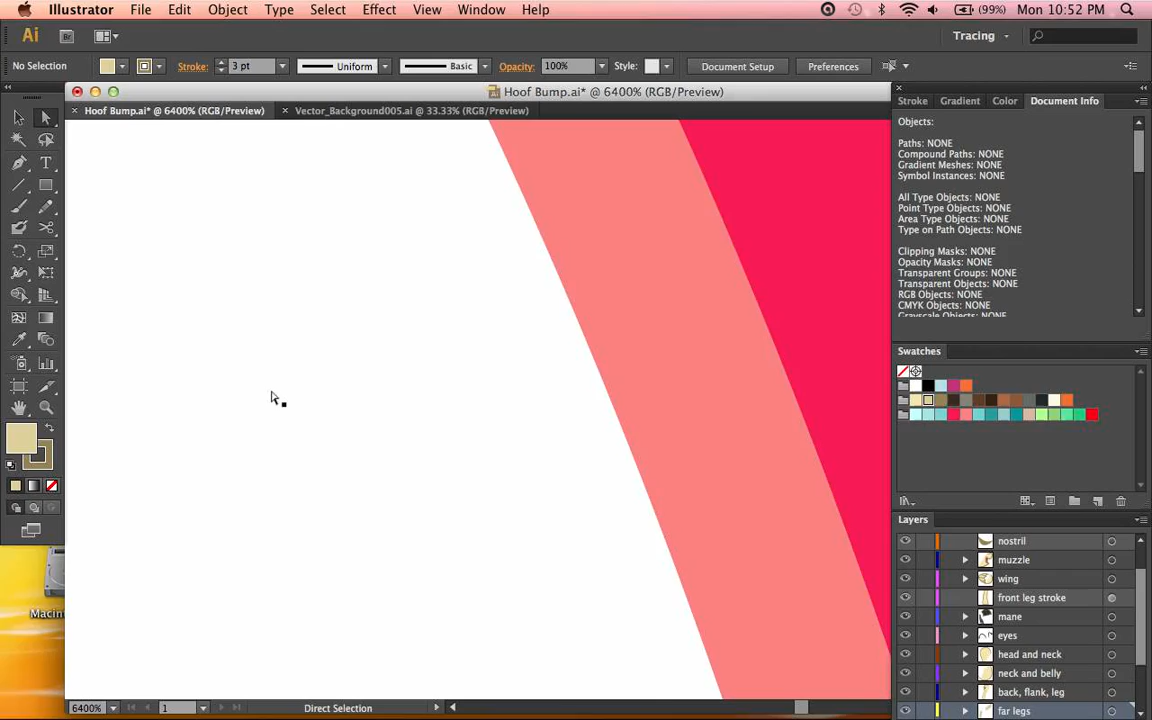 Illustrator File Edit Object Type Select Effect View Window Help (99%) Mon 10:52 PM
Ai Br Tracing
No Selection Stroke: 3 pt Uniform Basic Opacity: 100% Style: Document Setup Preferences
Hoof Bump.ai* @ 6400% (RGB/Preview)
Hoof Bump.ai* @ 6400% (RGB/Preview) Vector_Background005.ai @ 33.33% (RGB/Preview)
Stroke Gradient Color Document Info
Objects:
Paths: NONE
Compound Paths: NONE
Gradient Meshes: NONE
Symbol Instances: NONE
All Type Objects: NONE
Point Type Objects: NONE
Area Type Objects: NONE
Type on Path Objects: NONE
Clipping Masks: NONE
Opacity Masks: NONE
Transparent Groups: NONE
Transparent Objects: NONE
RGB Objects: NONE
CMYK Objects: NONE
Grayscale Objects: NONE
Swatches
Layers
nostril
muzzle
wing
front leg stroke
mane
eyes
head and neck
neck and belly
back, flank, leg
far legs
Macin
6400% 1 Direct Selection